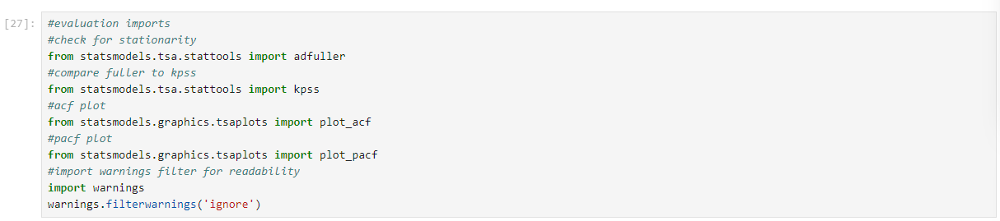 [27]: #evaluation imports
#check for stationarity
from statsmodels.tsa.stattools import adfuller
#compare fuller to kpss
from statsmodels.tsa.stattools import kpss
#acf plot
from statsmodels.graphics.tsaplots import plot_acf
#pacf plot
from statsmodels.graphics.tsaplots import plot_pacf
#import warnings filter for readability
import warnings
warnings.filterwarnings('ignore')